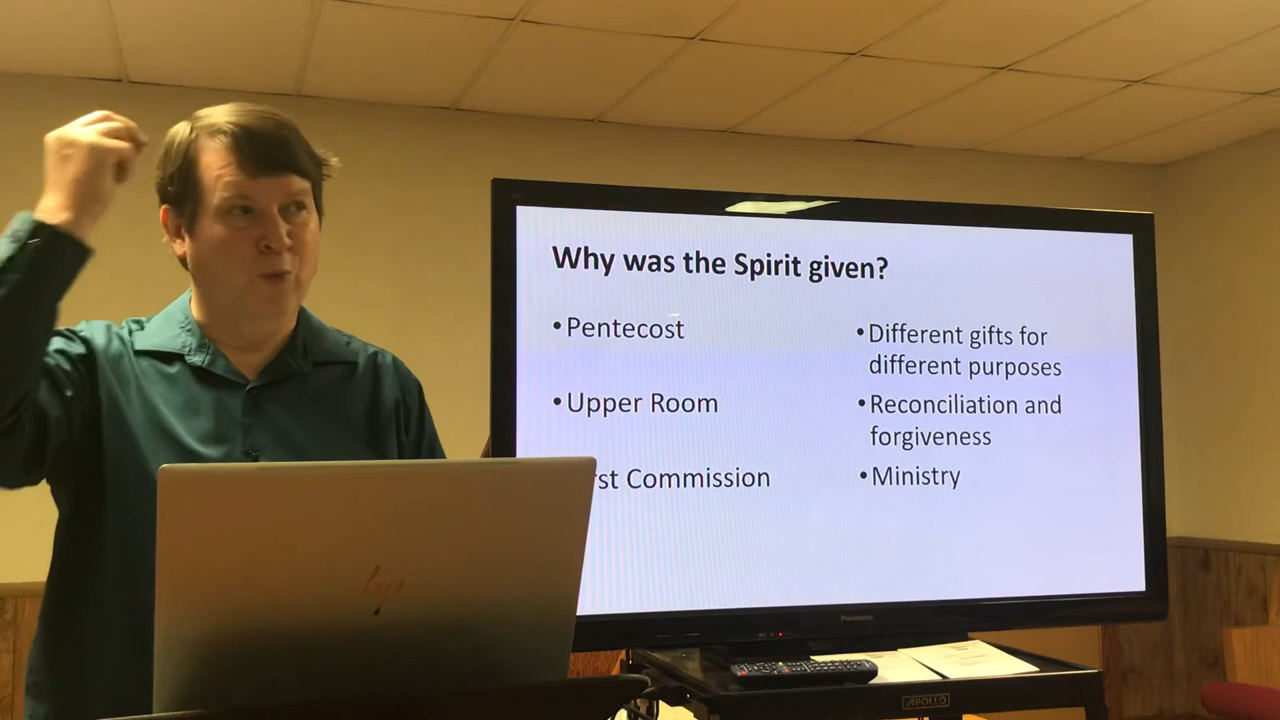 Why was the Spirit given?
• Pentecost
• Upper Room
rst Commission
• Different gifts for
different purposes
• Reconciliation and
forgiveness
• Ministry
hp
Panasonic
APOLLO